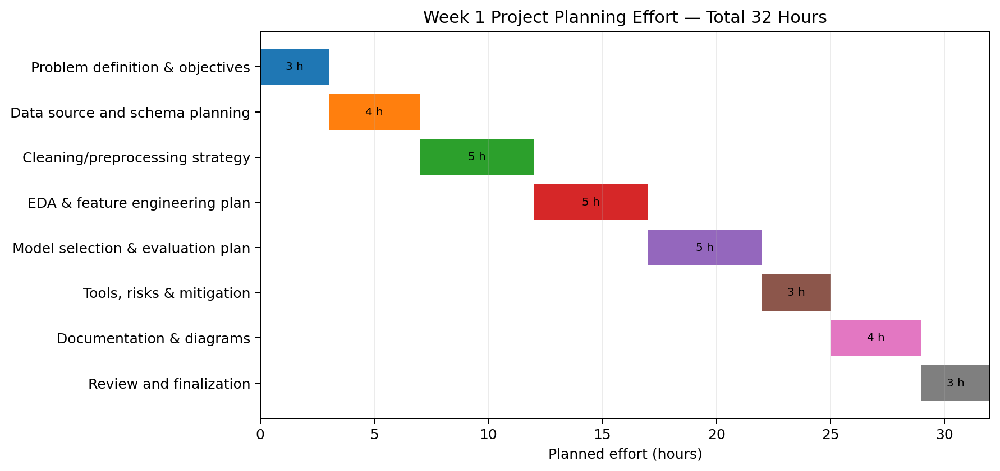 Week 1 Project Planning Effort — Total 32 Hours
Problem definition & objectives
3 h
Data source and schema planning
4 h
Cleaning/preprocessing strategy
5 h
EDA & feature engineering plan
5 h
Model selection & evaluation plan
5 h
Tools, risks & mitigation
3 h
Documentation & diagrams
4 h
Review and finalization
3 h
0 5 10 15 20 25 30
Planned effort (hours)